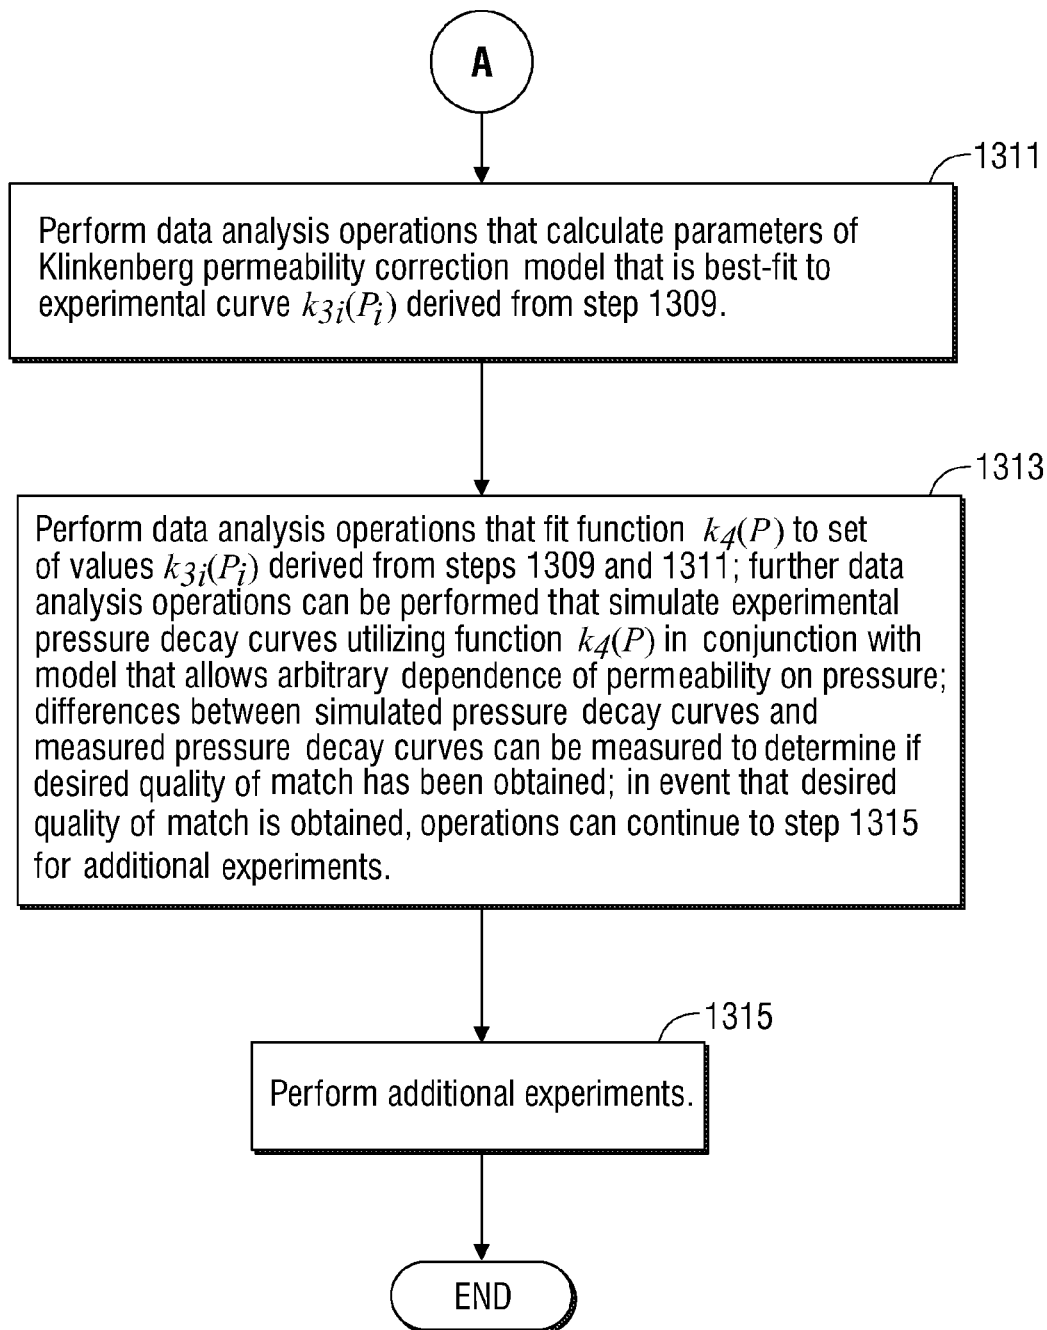 A
1311
Perform data analysis operations that calculate parameters of
Klinkenberg permeability correction model that is best-fit to
experimental curve k3i(Pi) derived from step 1309.
1313
Perform data analysis operations that fit function k4(P) to set
of values k3i(Pi) derived from steps 1309 and 1311; further data
analysis operations can be performed that simulate experimental
pressure decay curves utilizing function k4(P) in conjunction with
model that allows arbitrary dependence of permeability on pressure;
differences between simulated pressure decay curves and
measured pressure decay curves can be measured to determine if
desired quality of match has been obtained; in event that desired
quality of match is obtained, operations can continue to step 1315
for additional experiments.
1315
Perform additional experiments.
END